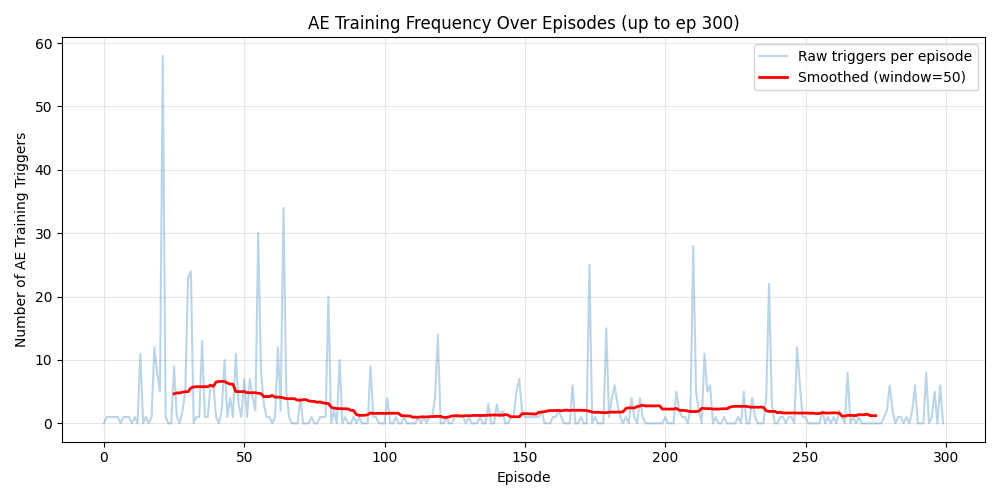 AE Training Frequency Over Episodes (up to ep 300)
Raw triggers per episode
Smoothed (window=50)
Number of AE Training Triggers
60
50
40
30
20
10
0
0 50 100 150 200 250 300
Episode